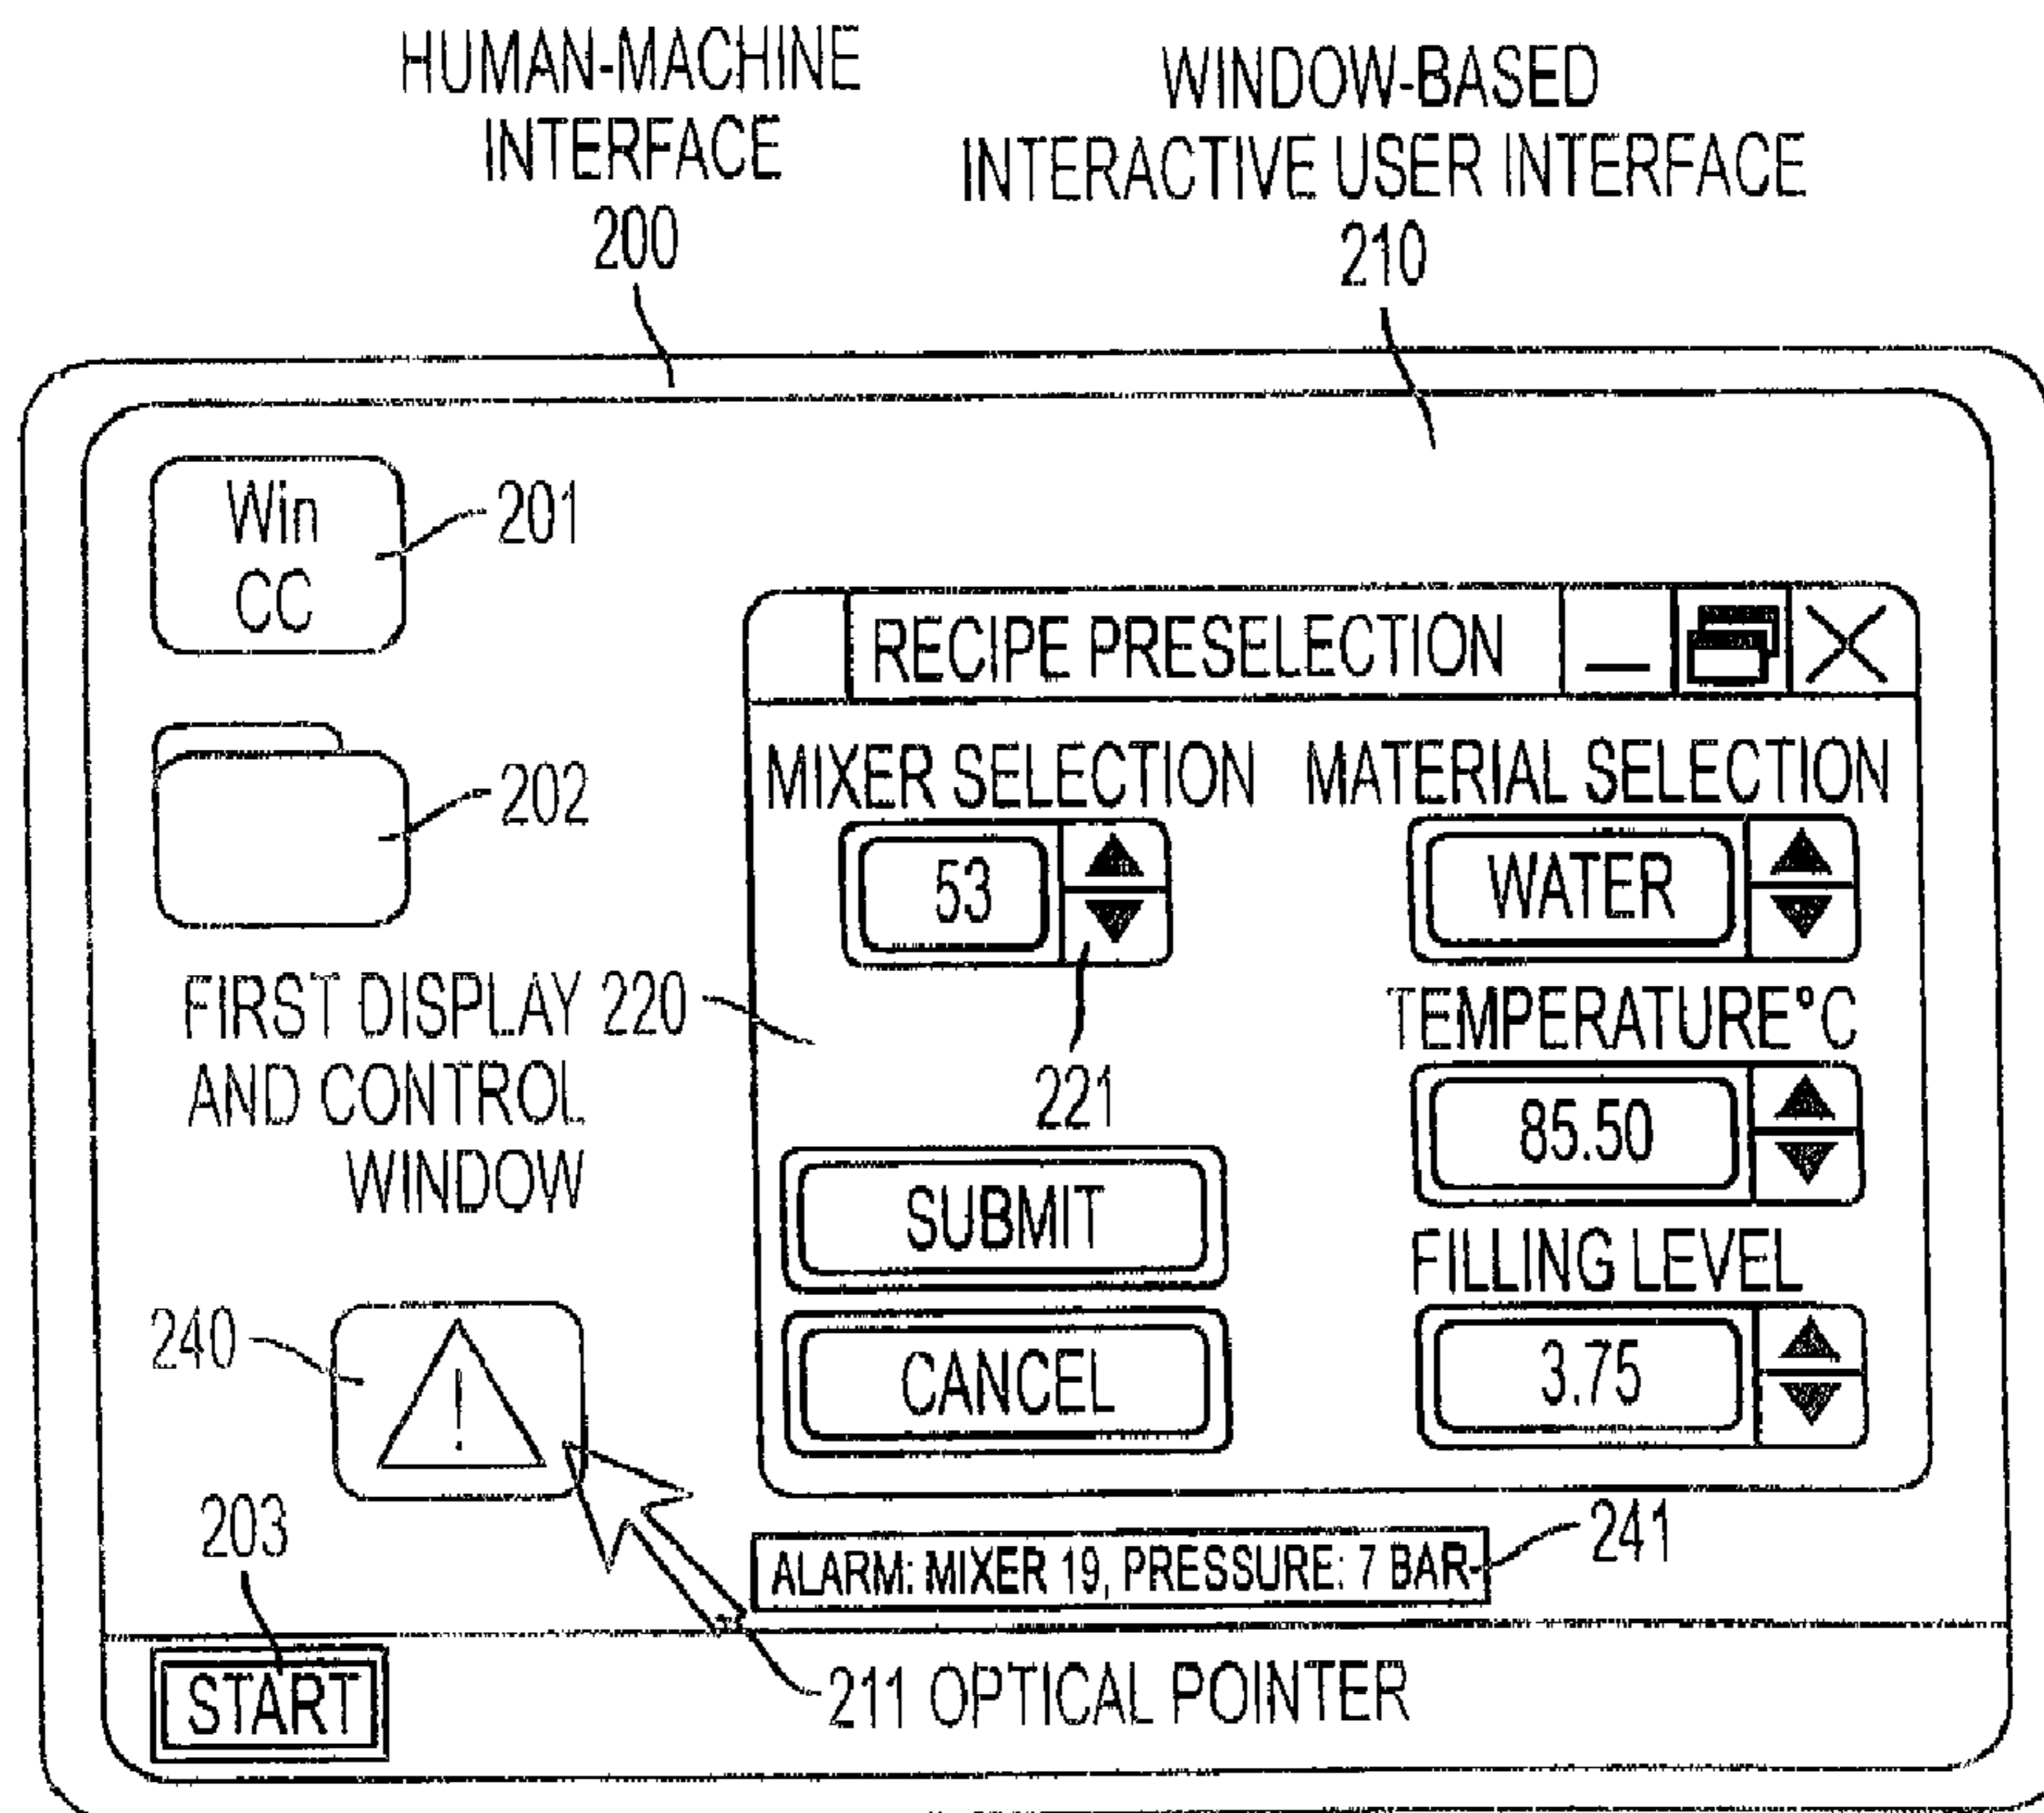 HUMAN-MACHINE
INTERFACE
200
WINDOW-BASED
INTERACTIVE USER INTERFACE
210
Win
CC
201
202
RECIPE PRESELECTION
MIXER SELECTION
53
221
MATERIAL SELECTION
WATER
TEMPERATURE°C
85.50
FILLING LEVEL
3.75
SUBMIT
CANCEL
FIRST DISPLAY 220
AND CONTROL
WINDOW
240
!
ALARM: MIXER 19, PRESSURE: 7 BAR
241
203
START
211 OPTICAL POINTER